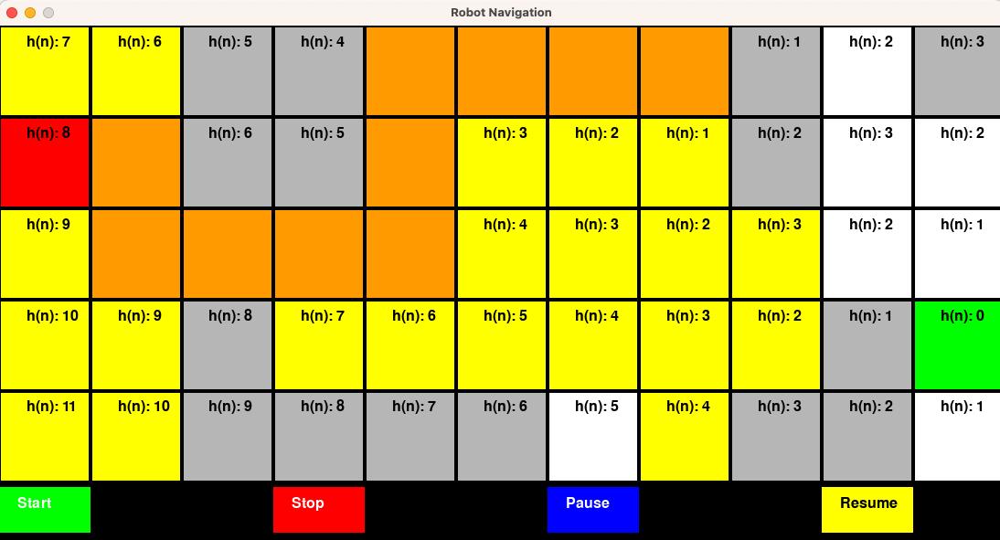 Robot Navigation
h(n): 7 h(n): 6 h(n): 5 h(n): 4 h(n): 1 h(n): 2 h(n): 3
h(n): 8 h(n): 6 h(n): 5 h(n): 3 h(n): 2 h(n): 1 h(n): 2 h(n): 3 h(n): 2
h(n): 9 h(n): 4 h(n): 3 h(n): 2 h(n): 3 h(n): 2 h(n): 1
h(n): 10 h(n): 9 h(n): 8 h(n): 7 h(n): 6 h(n): 5 h(n): 4 h(n): 3 h(n): 2 h(n): 1 h(n): 0
h(n): 11 h(n): 10 h(n): 9 h(n): 8 h(n): 7 h(n): 6 h(n): 5 h(n): 4 h(n): 3 h(n): 2 h(n): 1
Start Stop Pause Resume